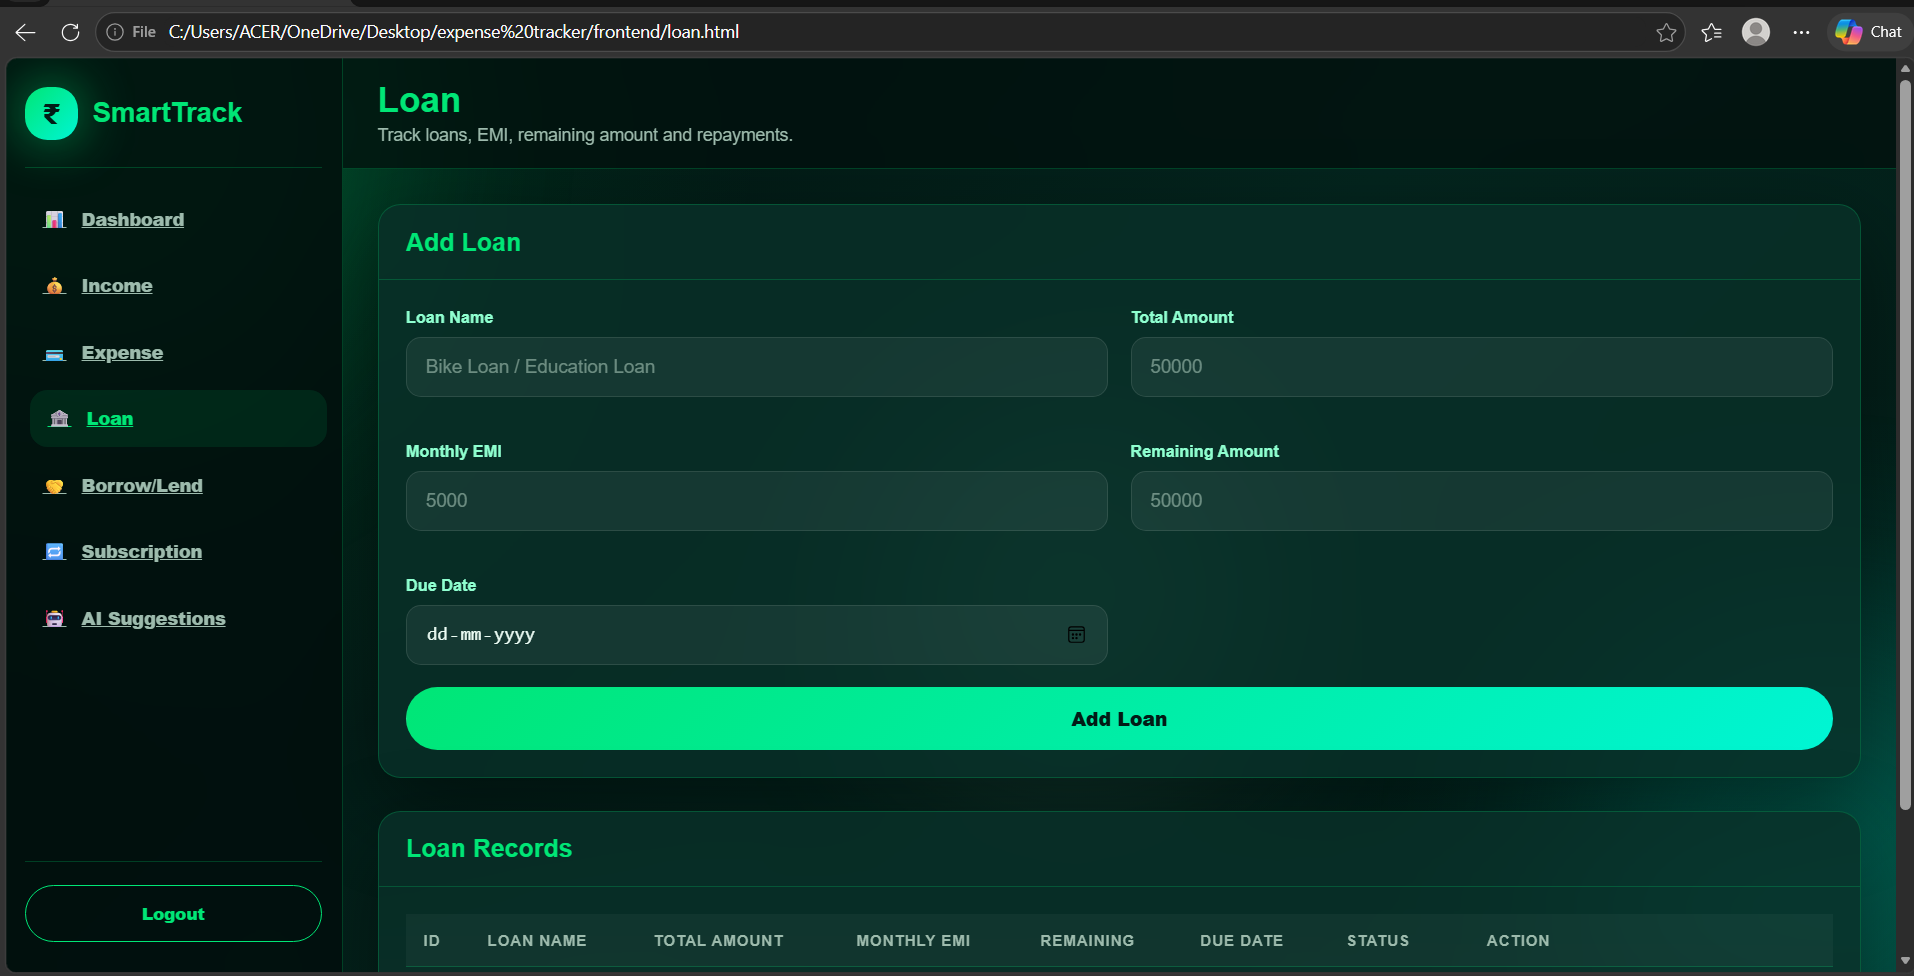 File C:/Users/ACER/OneDrive/Desktop/expense%20tracker/frontend/loan.html
Chat
₹ SmartTrack
Dashboard
Income
Expense
Loan
Borrow/Lend
Subscription
AI Suggestions
Logout
Loan
Track loans, EMI, remaining amount and repayments.
Add Loan
Loan Name Total Amount
Bike Loan / Education Loan 50000
Monthly EMI Remaining Amount
5000 50000
Due Date
dd-mm-yyyy
Add Loan
Loan Records
ID LOAN NAME TOTAL AMOUNT MONTHLY EMI REMAINING DUE DATE STATUS ACTION